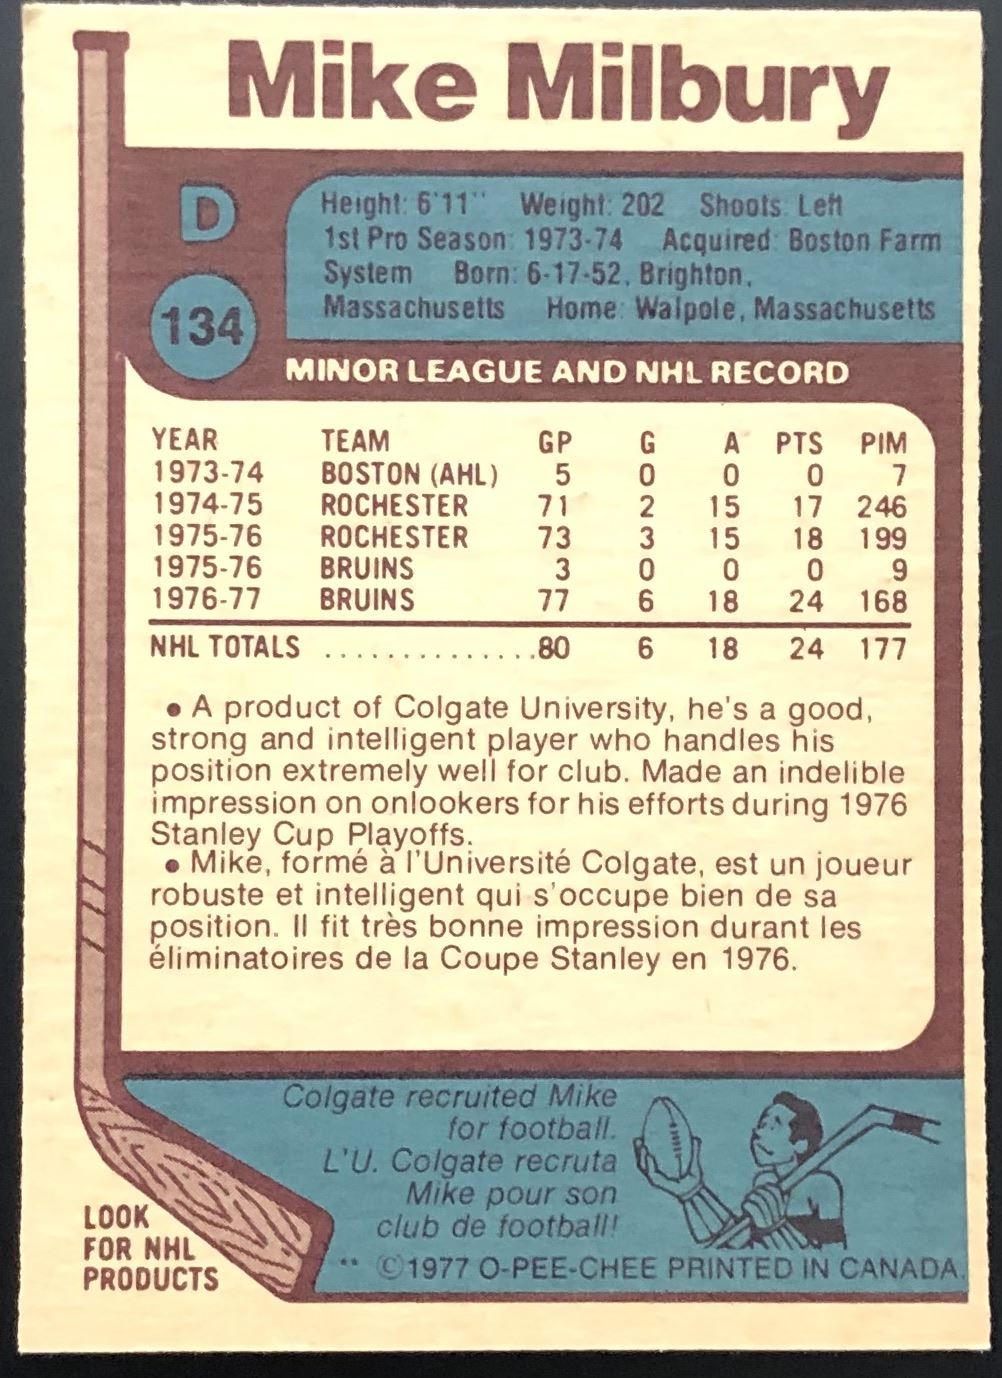 Mike Milbury
D
134
Height: 6'11" Weight: 202 Shoots: Left
1st Pro Season: 1973-74 Acquired: Boston Farm
System Born: 6-17-52, Brighton,
Massachusetts Home: Walpole, Massachusetts
MINOR LEAGUE AND NHL RECORD
YEAR TEAM GP G A PTS PIM
1973-74 BOSTON (AHL) 5 0 0 0 7
1974-75 ROCHESTER 71 2 15 17 246
1975-76 ROCHESTER 73 3 15 18 199
1975-76 BRUINS 3 0 0 0 9
1976-77 BRUINS 77 6 18 24 168
NHL TOTALS ...............80 6 18 24 177
• A product of Colgate University, he's a good,
strong and intelligent player who handles his
position extremely well for club. Made an indelible
impression on onlookers for his efforts during 1976
Stanley Cup Playoffs.
• Mike, formé à l'Université Colgate, est un joueur
robuste et intelligent qui s'occupe bien de sa
position. Il fit très bonne impression durant les
éliminatoires de la Coupe Stanley en 1976.
Colgate recruited Mike
for football.
L'U. Colgate recruta
Mike pour son
club de football!
LOOK
FOR NHL
PRODUCTS
** ©1977 O-PEE-CHEE PRINTED IN CANADA